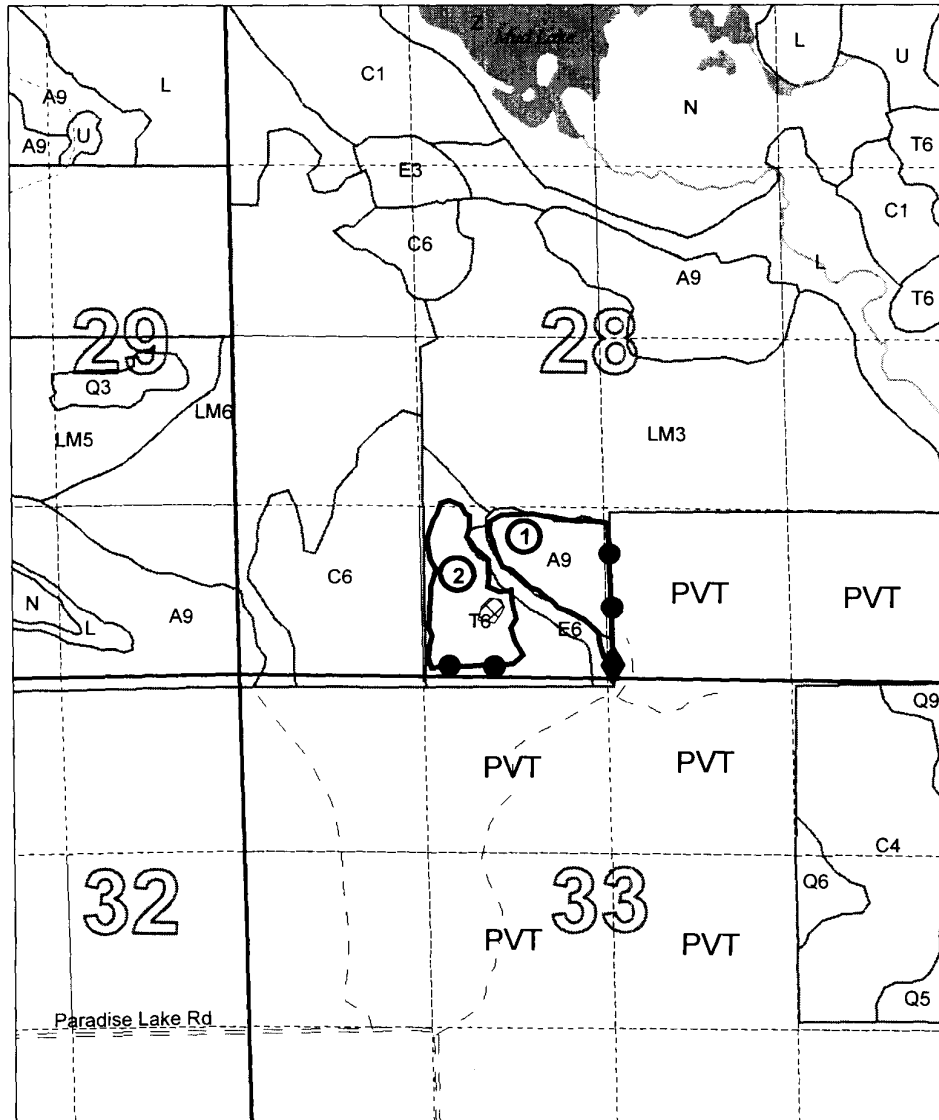 Z Mud Lake
L
C1
L
U
A9
L
N
U
A9
T6
E3
C1
C6
L
A9
T6
29
28
Q3
LM6
LM5
LM3
1
A9
C6
2
PVT
PVT
N
L
A9
T6
E6
Q9
PVT
PVT
C4
32
33
Q6
PVT
PVT
Q5
Paradise Lake Rd